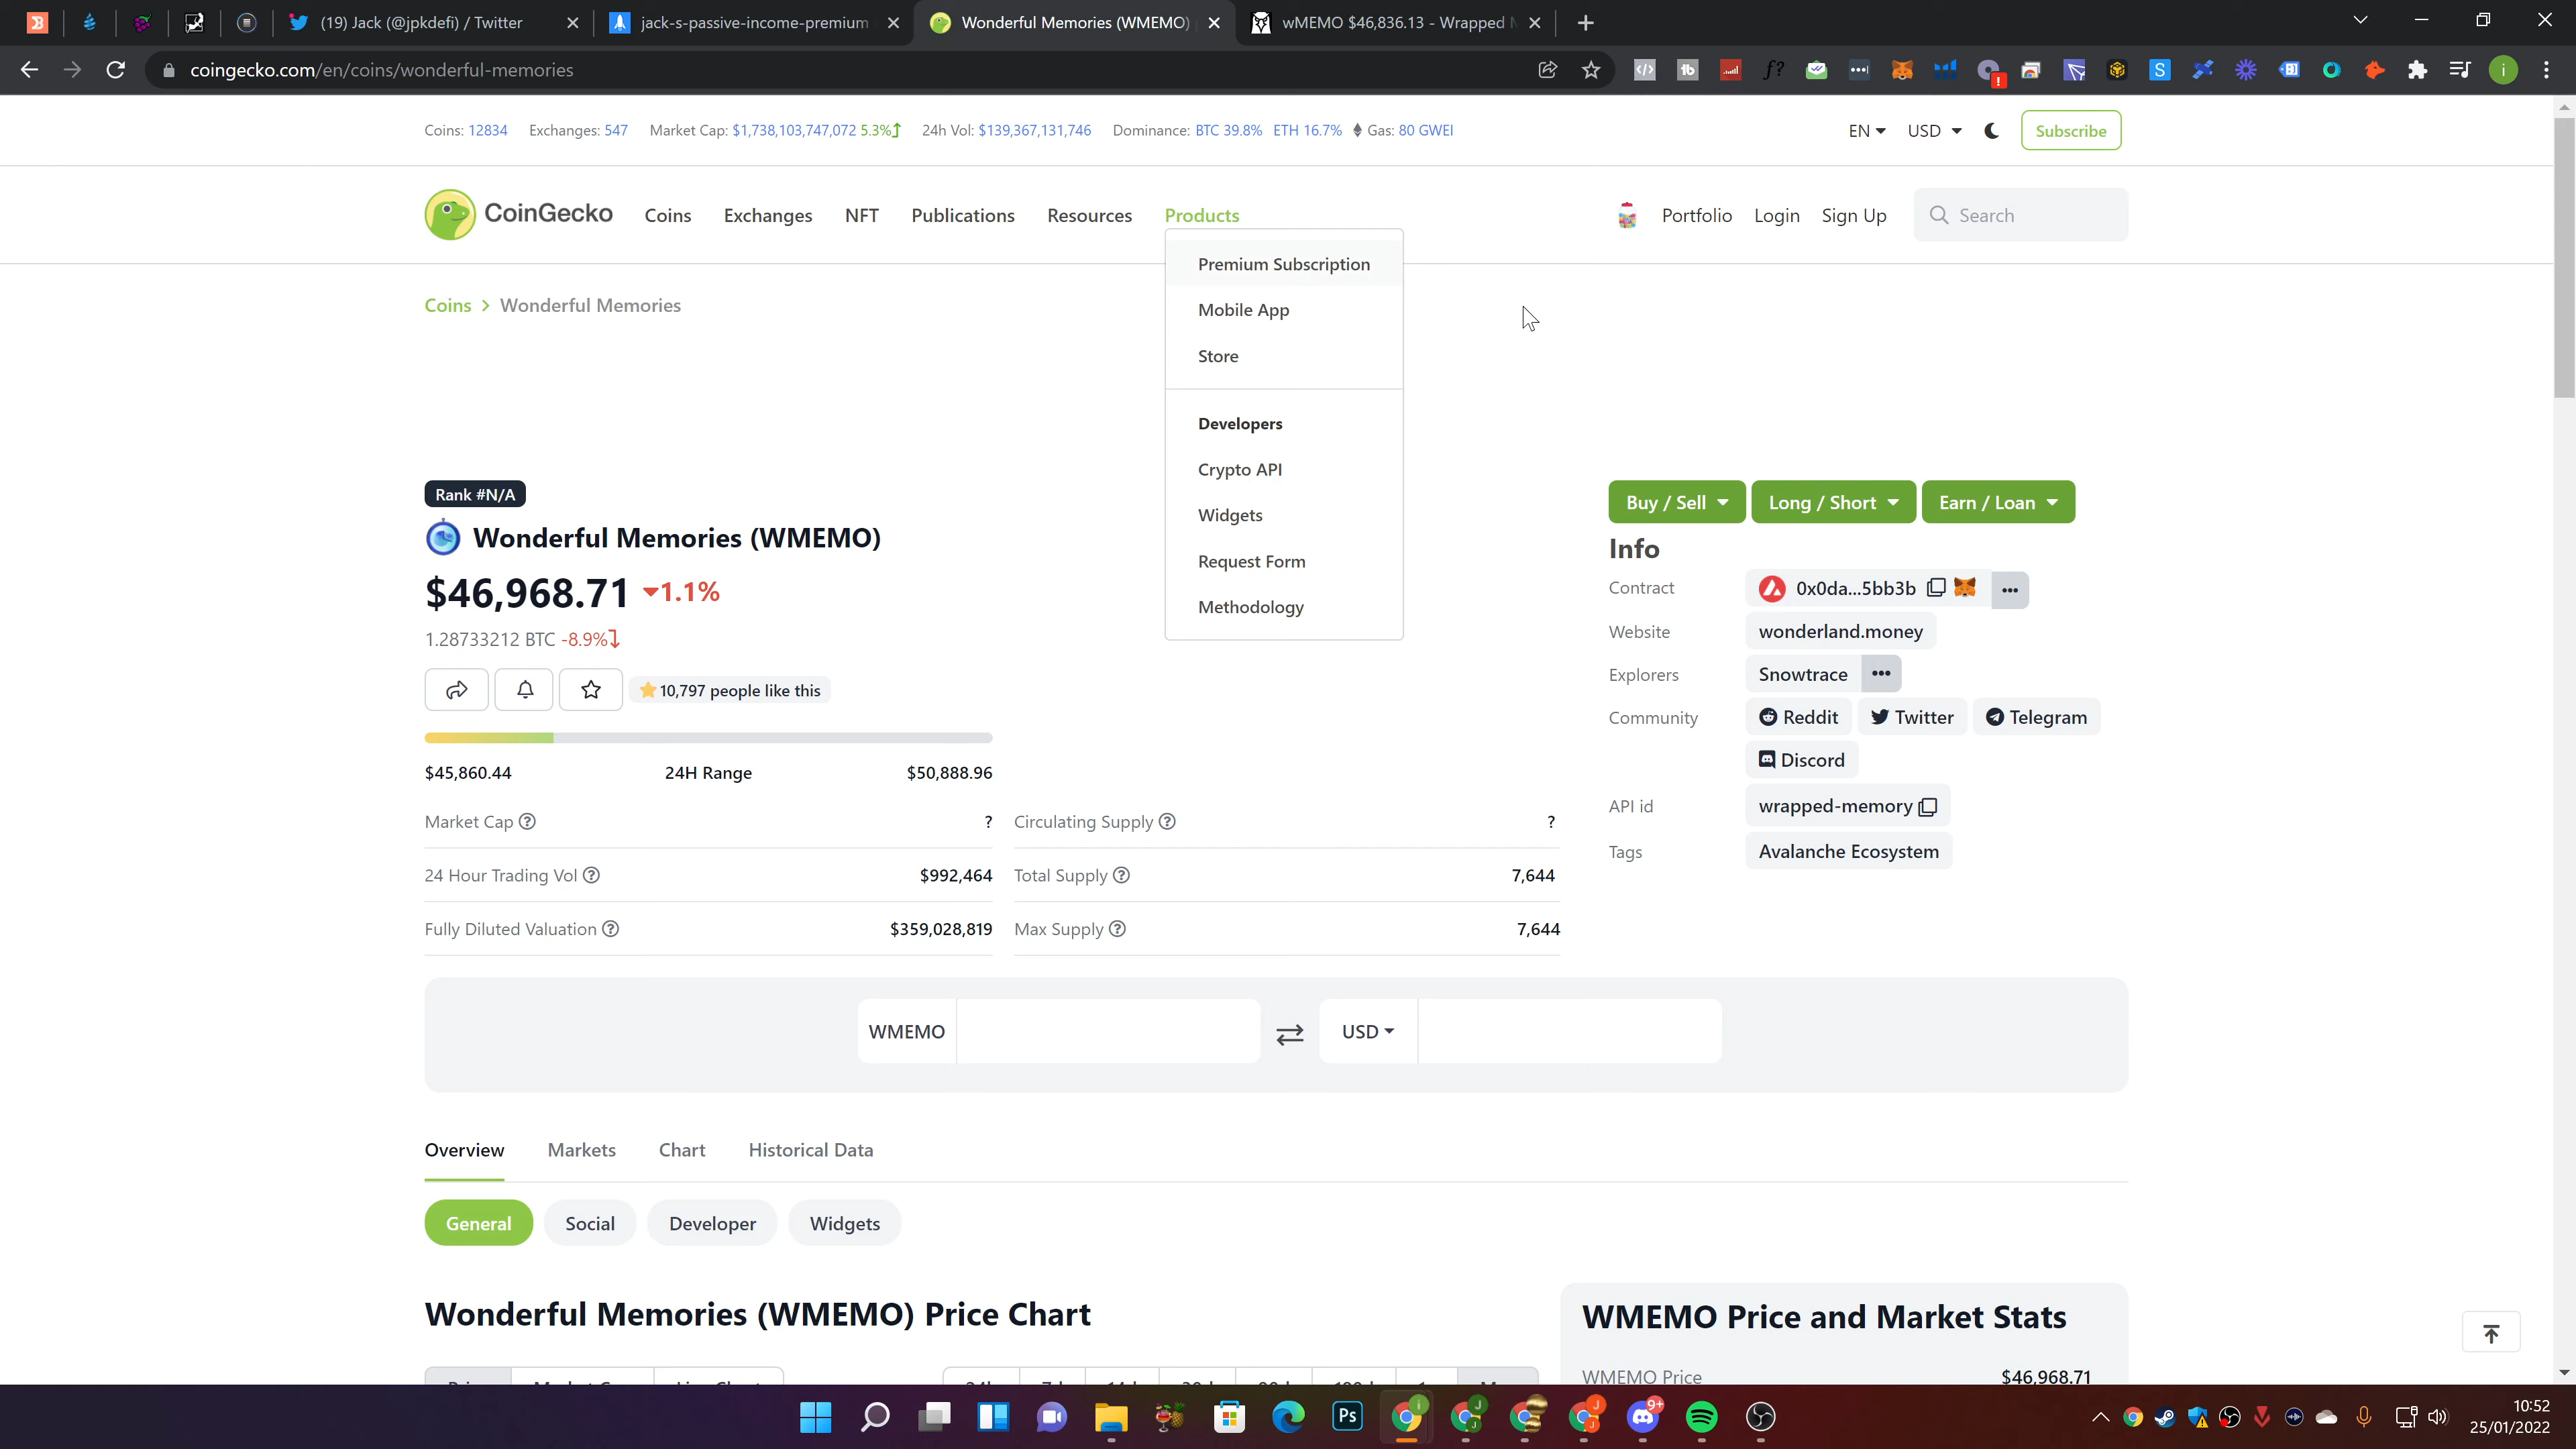 (19) Jack (@jpkdefi) / Twitter
jack-s-passive-income-premium
Wonderful Memories (WMEMO)
wMEMO $46,836.13 - Wrapped
coingecko.com/en/coins/wonderful-memories
Coins: 12834 Exchanges: 547 Market Cap: $1,738,103,747,072 5.3% 24h Vol: $139,367,131,746 Dominance: BTC 39.8% ETH 16.7% Gas: 80 GWEI
EN USD Subscribe
CoinGecko Coins Exchanges NFT Publications Resources Products
Portfolio Login Sign Up Search
Premium Subscription
Mobile App
Store
Developers
Crypto API
Widgets
Request Form
Methodology
Coins > Wonderful Memories
Rank #N/A
Wonderful Memories (WMEMO)
$46,968.71 1.1%
1.28733212 BTC -8.9%
10,797 people like this
$45,860.44 24H Range $50,888.96
Market Cap ? ?
Circulating Supply ? ?
24 Hour Trading Vol ? $992,464
Total Supply ? 7,644
Fully Diluted Valuation ? $359,028,819
Max Supply ? 7,644
Buy / Sell Long / Short Earn / Loan
Info
Contract 0x0da...5bb3b •••
Website wonderland.money
Explorers Snowtrace •••
Community Reddit Twitter Telegram
Discord
API id wrapped-memory
Tags Avalanche Ecosystem
WMEMO USD
Overview Markets Chart Historical Data
General Social Developer Widgets
Wonderful Memories (WMEMO) Price Chart
WMEMO Price and Market Stats
WMEMO Price $46,968.71
Ps
9+
10:52
25/01/2022